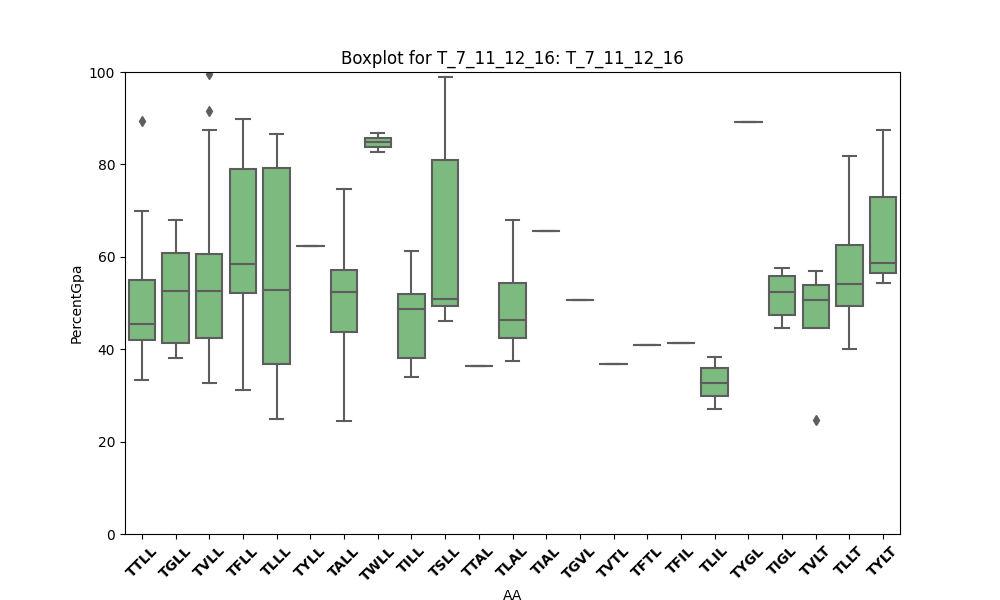 Boxplot for T_7_11_12_16: T_7_11_12_16
100
80
60
40
20
0
PercentGpa
TTLL TGLL TVLL TFLL TLLL TYLL TALL TWLL TILL TSLL TTAL TLAL TIAL TGVL TVTL TFTL TFIL TLIL TYGL TIGL TVLT TLLT TYLT
AA